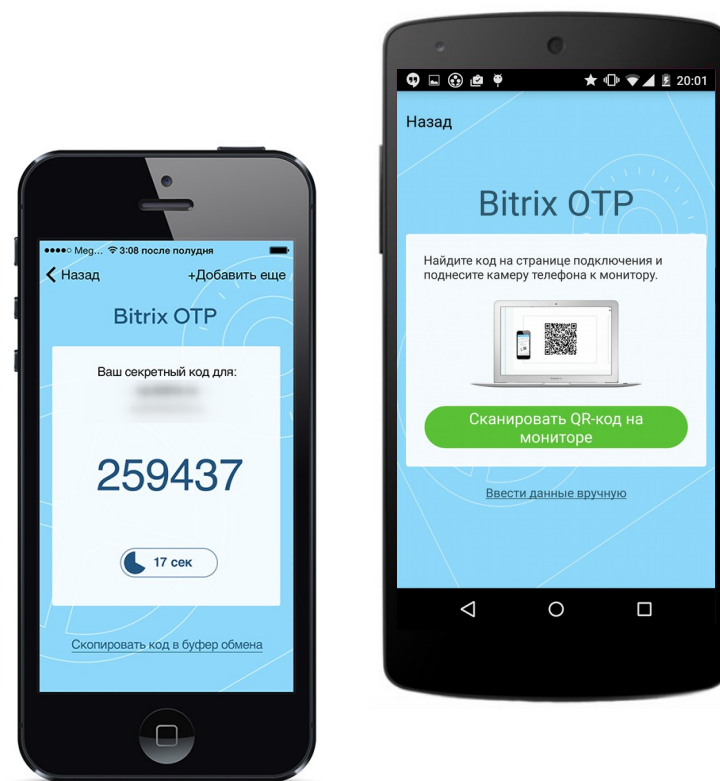 ●●●●○ Meg... 3:08 после полудня
Назад +Добавить еще
Bitrix OTP
Ваш секретный код для:
259437
17 сек
Скопировать код в буфер обмена
20:01
Назад
Bitrix OTP
Найдите код на странице подключения и
поднесите камеру телефона к монитору.
Сканировать QR-код на
мониторе
Ввести данные вручную